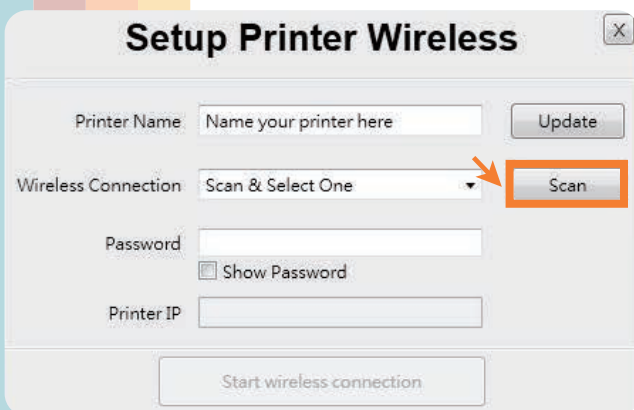 Setup Printer Wireless X
Printer Name Name your printer here Update
Wireless Connection Scan & Select One Scan
Password
Show Password
Printer IP
Start wireless connection